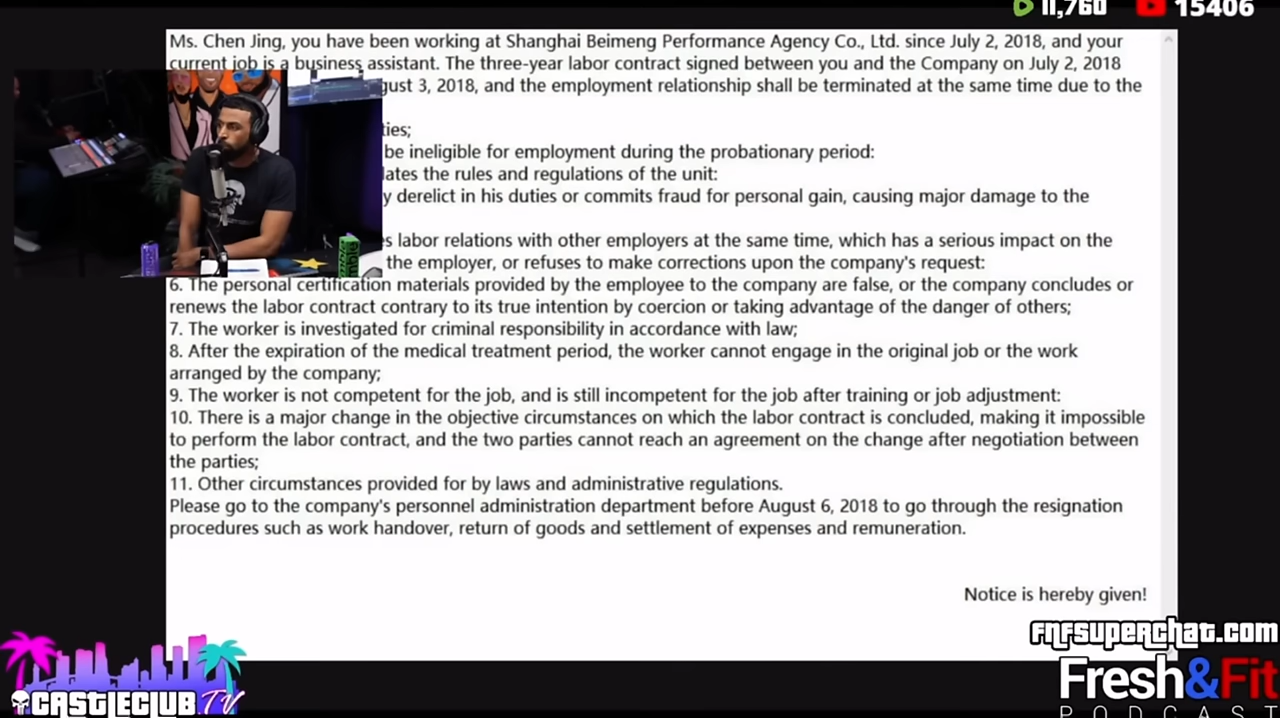 11,760
15406
Ms. Chen Jing, you have been working at Shanghai Beimeng Performance Agency Co., Ltd. since July 2, 2018, and your
current job is a business assistant. The three-year labor contract signed between you and the Company on July 2, 2018
gust 3, 2018, and the employment relationship shall be terminated at the same time due to the
ties;
be ineligible for employment during the probationary period:
lates the rules and regulations of the unit:
y derelict in his duties or commits fraud for personal gain, causing major damage to the
es labor relations with other employers at the same time, which has a serious impact on the
the employer, or refuses to make corrections upon the company's request:
6. The personal certification materials provided by the employee to the company are false, or the company concludes or
renews the labor contract contrary to its true intention by coercion or taking advantage of the danger of others;
7. The worker is investigated for criminal responsibility in accordance with law;
8. After the expiration of the medical treatment period, the worker cannot engage in the original job or the work
arranged by the company;
9. The worker is not competent for the job, and is still incompetent for the job after training or job adjustment:
10. There is a major change in the objective circumstances on which the labor contract is concluded, making it impossible
to perform the labor contract, and the two parties cannot reach an agreement on the change after negotiation between
the parties;
11. Other circumstances provided for by laws and administrative regulations.
Please go to the company's personnel administration department before August 6, 2018 to go through the resignation
procedures such as work handover, return of goods and settlement of expenses and remuneration.
Notice is hereby given!
FNFSUPERCHAT.COM
Fresh&Fit
PODCAST
CASTLECLUB TV